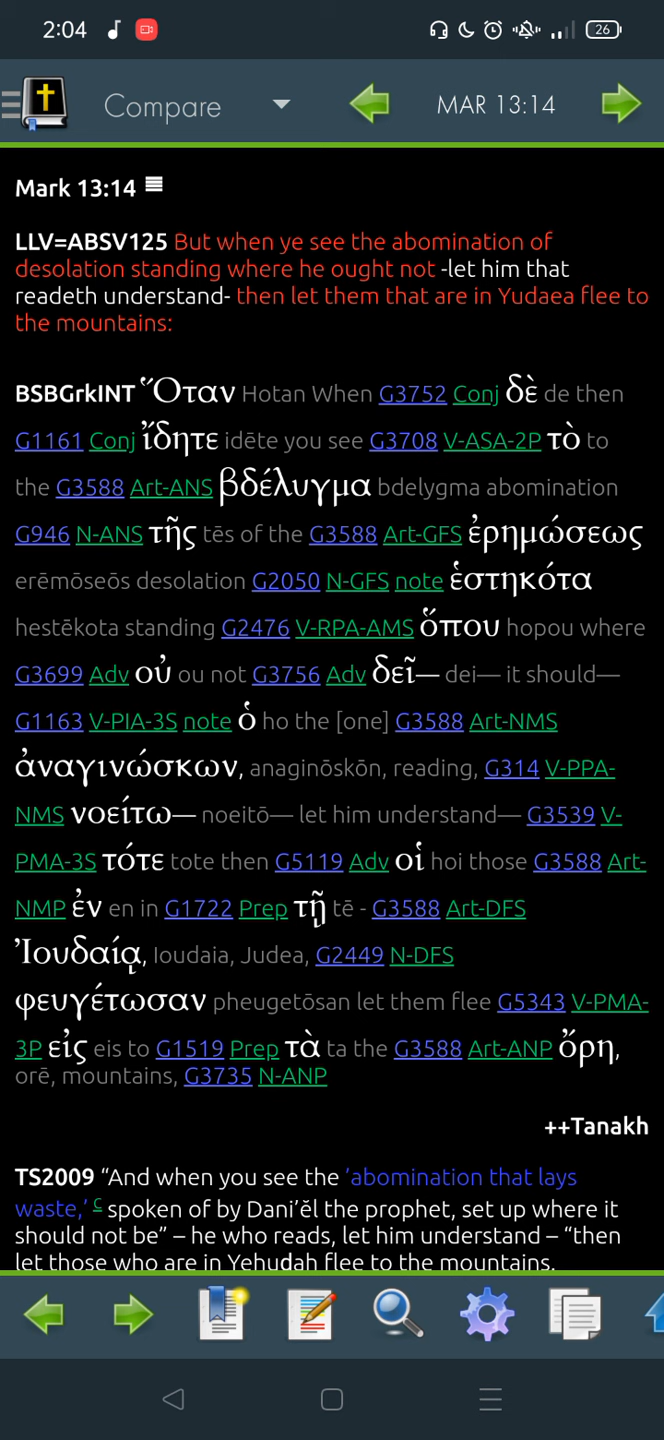 2:04 26
Compare MAR 13:14
Mark 13:14
LLV=ABSV125 But when ye see the abomination of
desolation standing where he ought not -let him that
readeth understand- then let them that are in Yudaea flee to
the mountains:
BSBGrkINT Ὅταν Hotan When G3752 Conj δὲ de then
G1161 Conj ἴδητε idēte you see G3708 V-ASA-2P τὸ to
the G3588 Art-ANS βδέλυγμα bdelygma abomination
G946 N-ANS τῆς tēs of the G3588 Art-GFS ἐρημώσεως
erēmōseōs desolation G2050 N-GFS note ἑστηκότα
hestēkota standing G2476 V-RPA-AMS ὅπου hopou where
G3699 Adv οὐ ou not G3756 Adv δεῖ— dei— it should—
G1163 V-PIA-3S note ὁ ho the [one] G3588 Art-NMS
ἀναγινώσκων, anaginōskōn, reading, G314 V-PPA-
NMS νοείτω— noeitō— let him understand— G3539 V-
PMA-3S τότε tote then G5119 Adv οἱ hoi those G3588 Art-
NMP ἐν en in G1722 Prep τῇ tē - G3588 Art-DFS
Ἰουδαίᾳ, Ioudaia, Judea, G2449 N-DFS
φευγέτωσαν pheugetōsan let them flee G5343 V-PMA-
3P εἰς eis to G1519 Prep τὰ ta the G3588 Art-ANP ὄρη,
orē, mountains, G3735 N-ANP
++Tanakh
TS2009 “And when you see the ‘abomination that lays
waste,’ c spoken of by Dani’ĕl the prophet, set up where it
should not be” – he who reads, let him understand – “then
let those who are in Yehuḏah flee to the mountains.